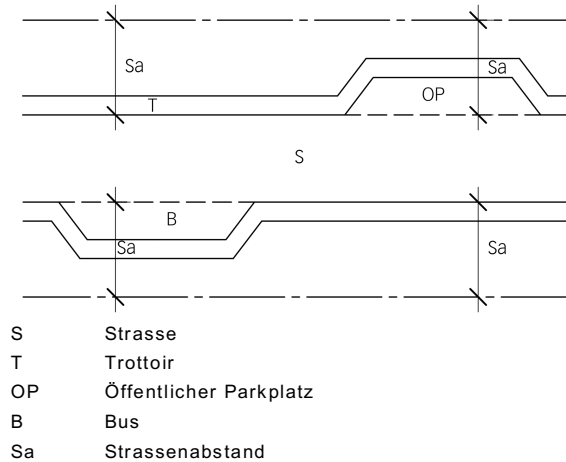 Sa
Sa
OP
T
S
B
Sa
Sa
S Strasse
T Trottoir
OP Öffentlicher Parkplatz
B Bus
Sa Strassenabstand